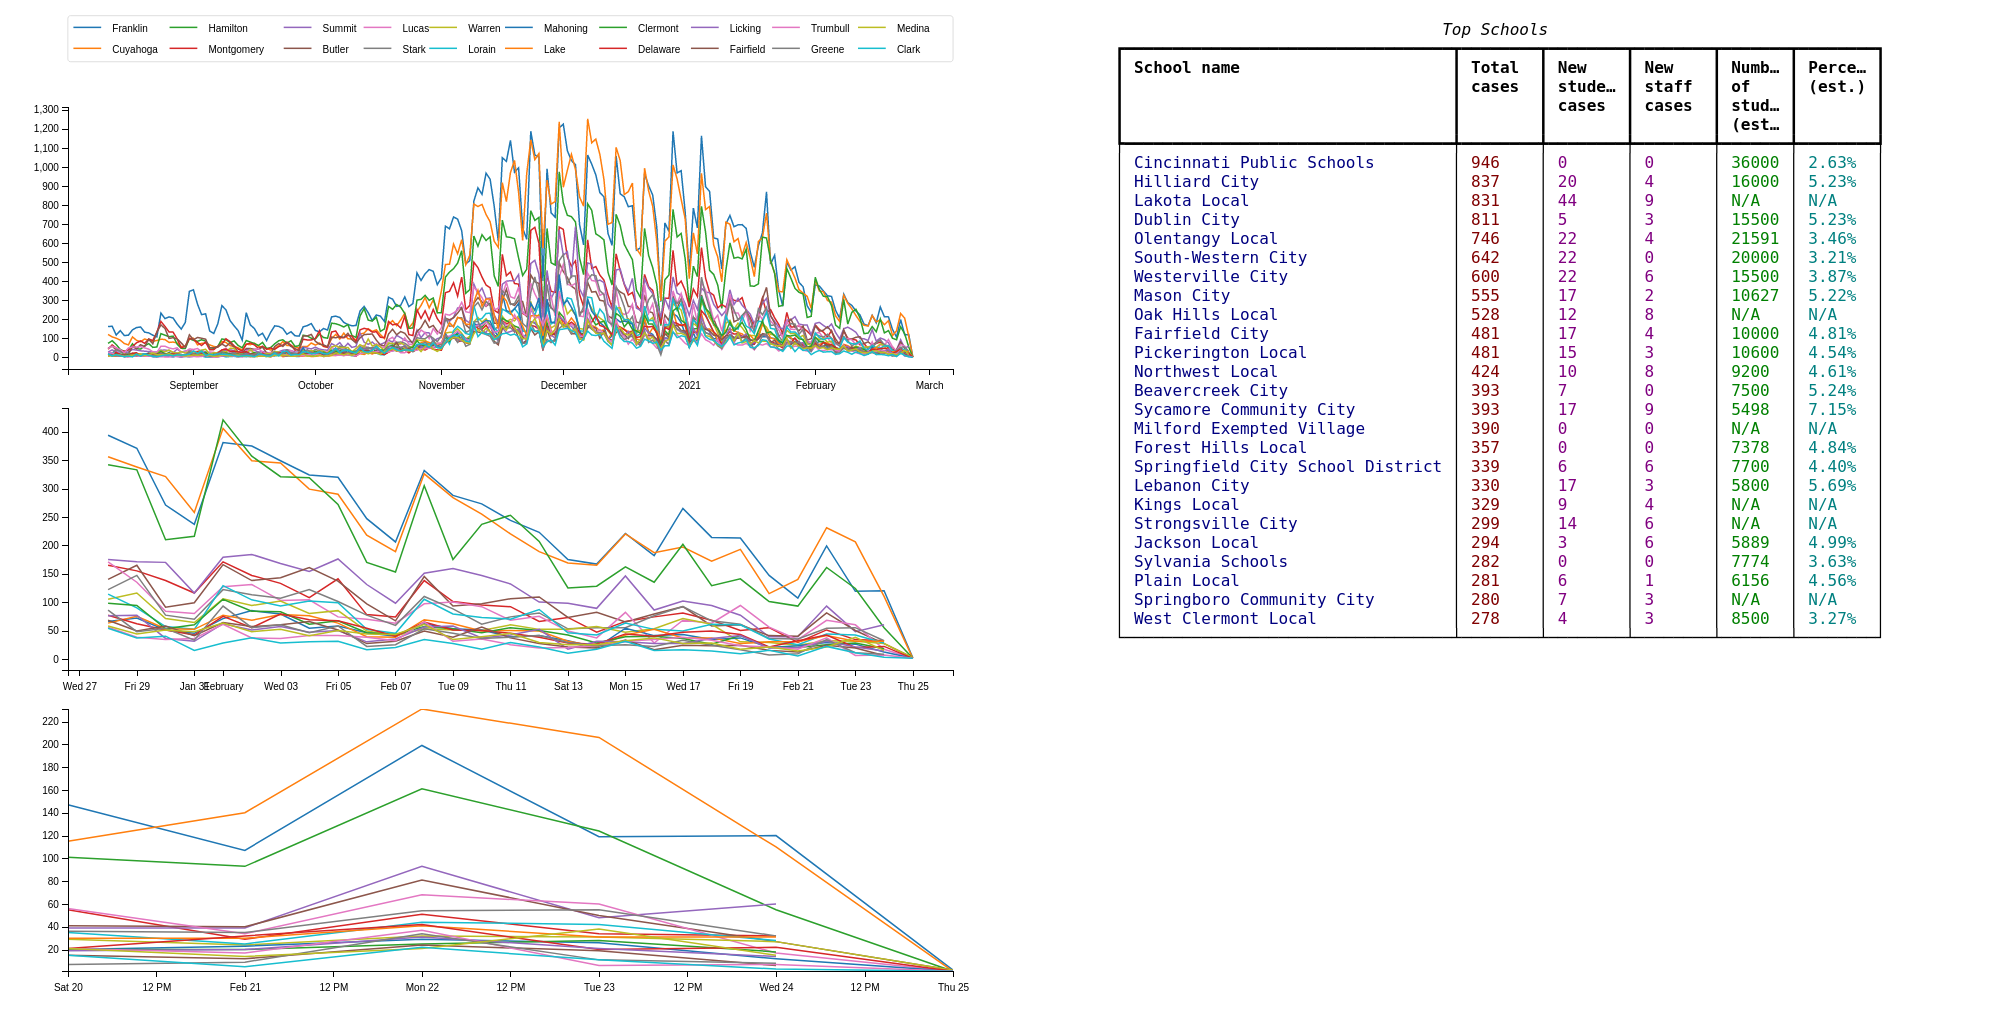 Franklin Hamilton Summit Lucas Warren Mahoning Clermont Licking Trumbull Medina
Cuyahoga Montgomery Butler Stark Lorain Lake Delaware Fairfield Greene Clark
1,300
1,200
1,100
1,000
900
800
700
600
500
400
300
200
100
0
September October November December 2021 February March
400
350
300
250
200
150
100
50
0
Wed 27 Fri 29 Jan 31 February Wed 03 Fri 05 Feb 07 Tue 09 Thu 11 Sat 13 Mon 15 Wed 17 Fri 19 Feb 21 Tue 23 Thu 25
220
200
180
160
140
120
100
80
60
40
20
Sat 20 12 PM Feb 21 12 PM Mon 22 12 PM Tue 23 12 PM Wed 24 12 PM Thu 25
Top Schools
School name Total New New Numb… Perce…
cases stude… staff of (est.)
cases cases stud…
(est…
Cincinnati Public Schools 946 0 0 36000 2.63%
Hilliard City 837 20 4 16000 5.23%
Lakota Local 831 44 9 N/A N/A
Dublin City 811 5 3 15500 5.23%
Olentangy Local 746 22 4 21591 3.46%
South-Western City 642 22 0 20000 3.21%
Westerville City 600 22 6 15500 3.87%
Mason City 555 17 2 10627 5.22%
Oak Hills Local 528 12 8 N/A N/A
Fairfield City 481 17 4 10000 4.81%
Pickerington Local 481 15 3 10600 4.54%
Northwest Local 424 10 8 9200 4.61%
Beavercreek City 393 7 0 7500 5.24%
Sycamore Community City 393 17 9 5498 7.15%
Milford Exempted Village 390 0 0 N/A N/A
Forest Hills Local 357 0 0 7378 4.84%
Springfield City School District 339 6 6 7700 4.40%
Lebanon City 330 17 3 5800 5.69%
Kings Local 329 9 4 N/A N/A
Strongsville City 299 14 6 N/A N/A
Jackson Local 294 3 6 5889 4.99%
Sylvania Schools 282 0 0 7774 3.63%
Plain Local 281 6 1 6156 4.56%
Springboro Community City 280 7 3 N/A N/A
West Clermont Local 278 4 3 8500 3.27%